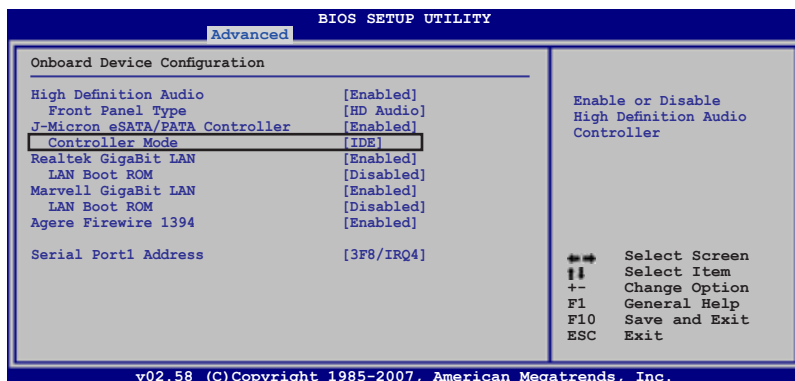 BIOS SETUP UTILITY
Advanced
Onboard Device Configuration
High Definition Audio [Enabled]
Front Panel Type [HD Audio]
J-Micron eSATA/PATA Controller [Enabled]
Controller Mode [IDE]
Realtek GigaBit LAN [Enabled]
LAN Boot ROM [Disabled]
Marvell GigaBit LAN [Enabled]
LAN Boot ROM [Disabled]
Agere Firewire 1394 [Enabled]
Serial Port1 Address [3F8/IRQ4]
Enable or Disable
High Definition Audio
Controller
Select Screen
Select Item
+- Change Option
F1 General Help
F10 Save and Exit
ESC Exit
v02.58 (C)Copyright 1985-2007, American Megatrends, Inc.